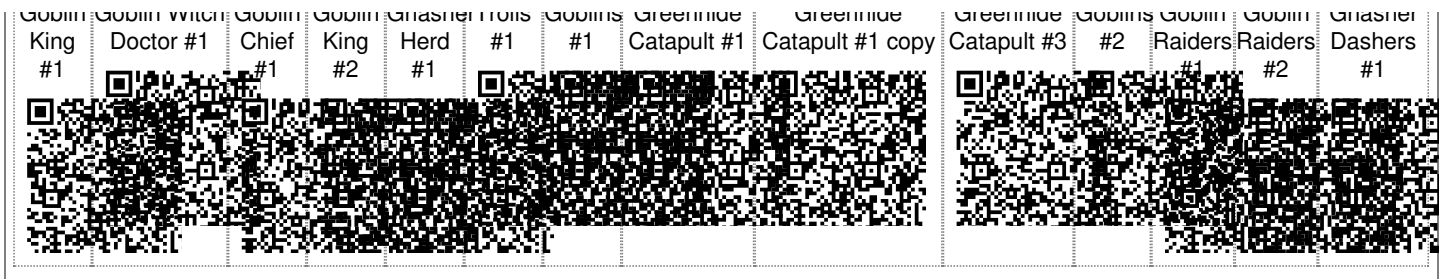 Goblin Goblin Witch Goblin Goblin Gnasher Trolls Goblins Greenhide Greenhide Greenhide Goblins Goblin Goblin Gnasher
King Doctor #1 Chief King Herd #1 #1 Catapult #1 Catapult #1 copy Catapult #3 #2 Raiders Raiders Dashers
#1 #1 #2 #1 #1 #2 #1